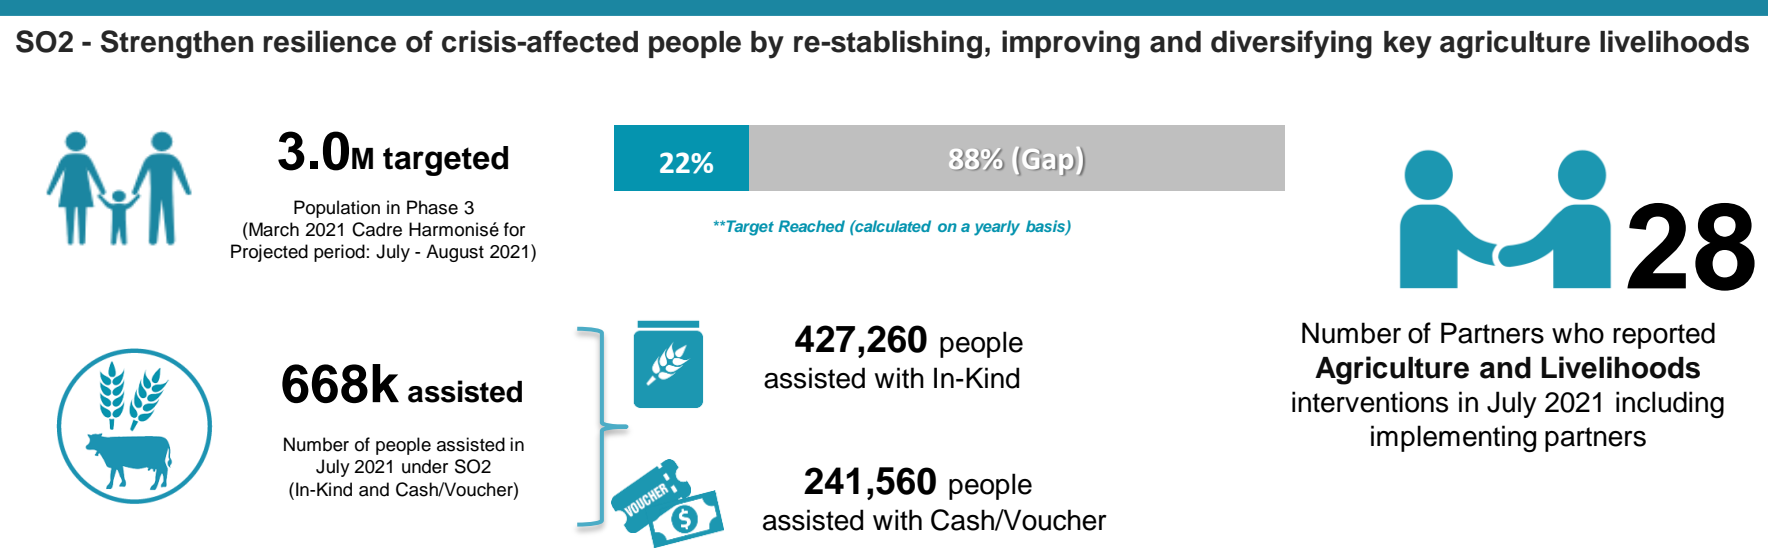 SO2 - Strengthen resilience of crisis-affected people by re-stablishing, improving and diversifying key agriculture livelihoods
3.0M targeted
Population in Phase 3
(March 2021 Cadre Harmonisé for
Projected period: July - August 2021)
22%
88% (Gap)
**Target Reached (calculated on a yearly basis)
28
Number of Partners who reported
Agriculture and Livelihoods
interventions in July 2021 including
implementing partners
668k assisted
Number of people assisted in
July 2021 under SO2
(In-Kind and Cash/Voucher)
427,260 people
assisted with In-Kind
VOUCHER
$
241,560 people
assisted with Cash/Voucher